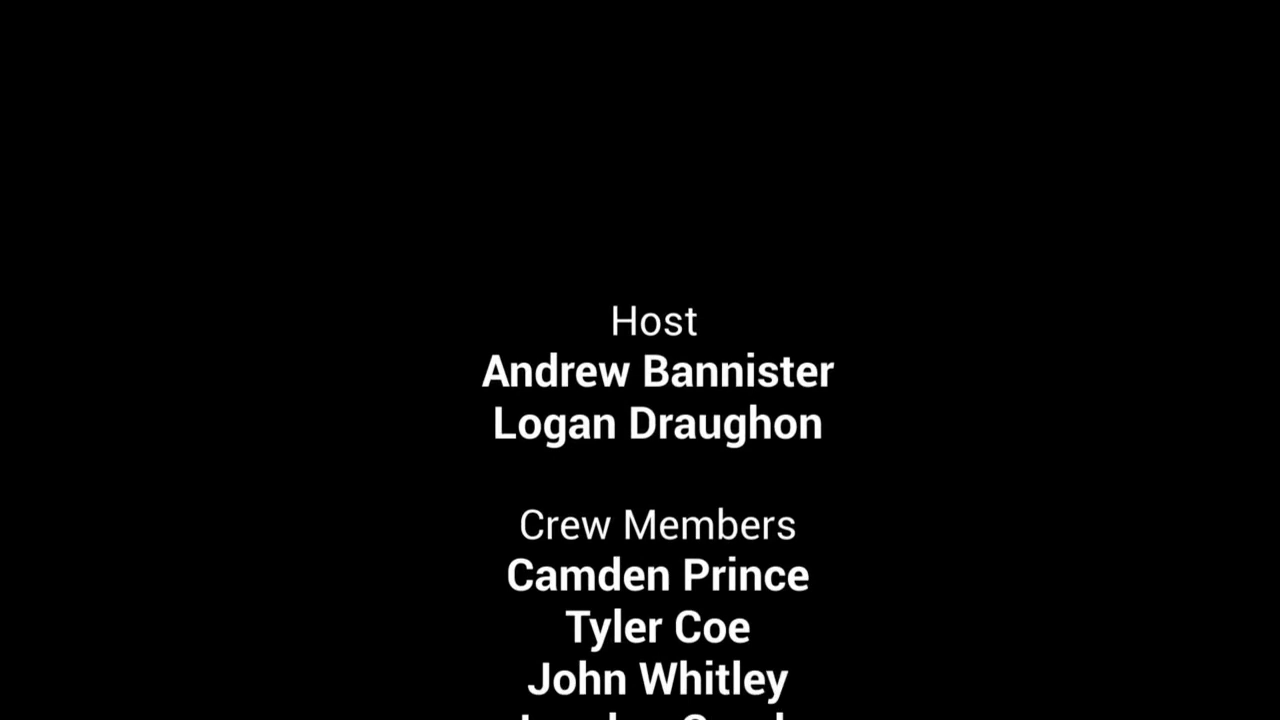 Host
Andrew Bannister
Logan Draughon
Crew Members
Camden Prince
Tyler Coe
John Whitley